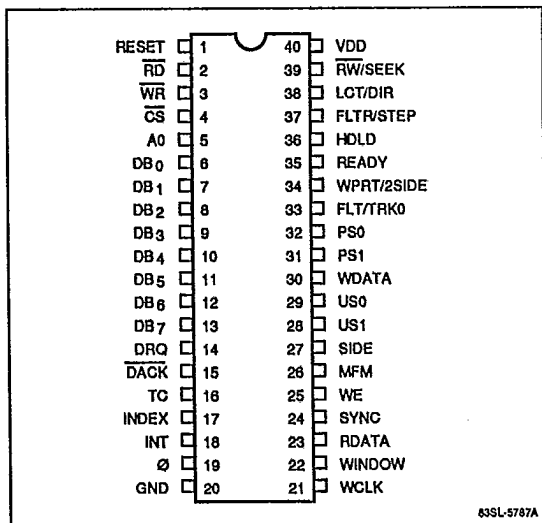 RESET 1 40 VDD
RD 2 39 RW/SEEK
WR 3 38 LCT/DIR
CS 4 37 FLTR/STEP
A0 5 36 HDLD
DB0 6 35 READY
DB1 7 34 WPRT/2SIDE
DB2 8 33 FLT/TRK0
DB3 9 32 PS0
DB4 10 31 PS1
DB5 11 30 WDATA
DB6 12 29 US0
DB7 13 28 US1
DRQ 14 27 SIDE
DACK 15 26 MFM
TC 16 25 WE
INDEX 17 24 SYNC
INT 18 23 RDATA
Ø 19 22 WINDOW
GND 20 21 WCLK
83SL-5787A